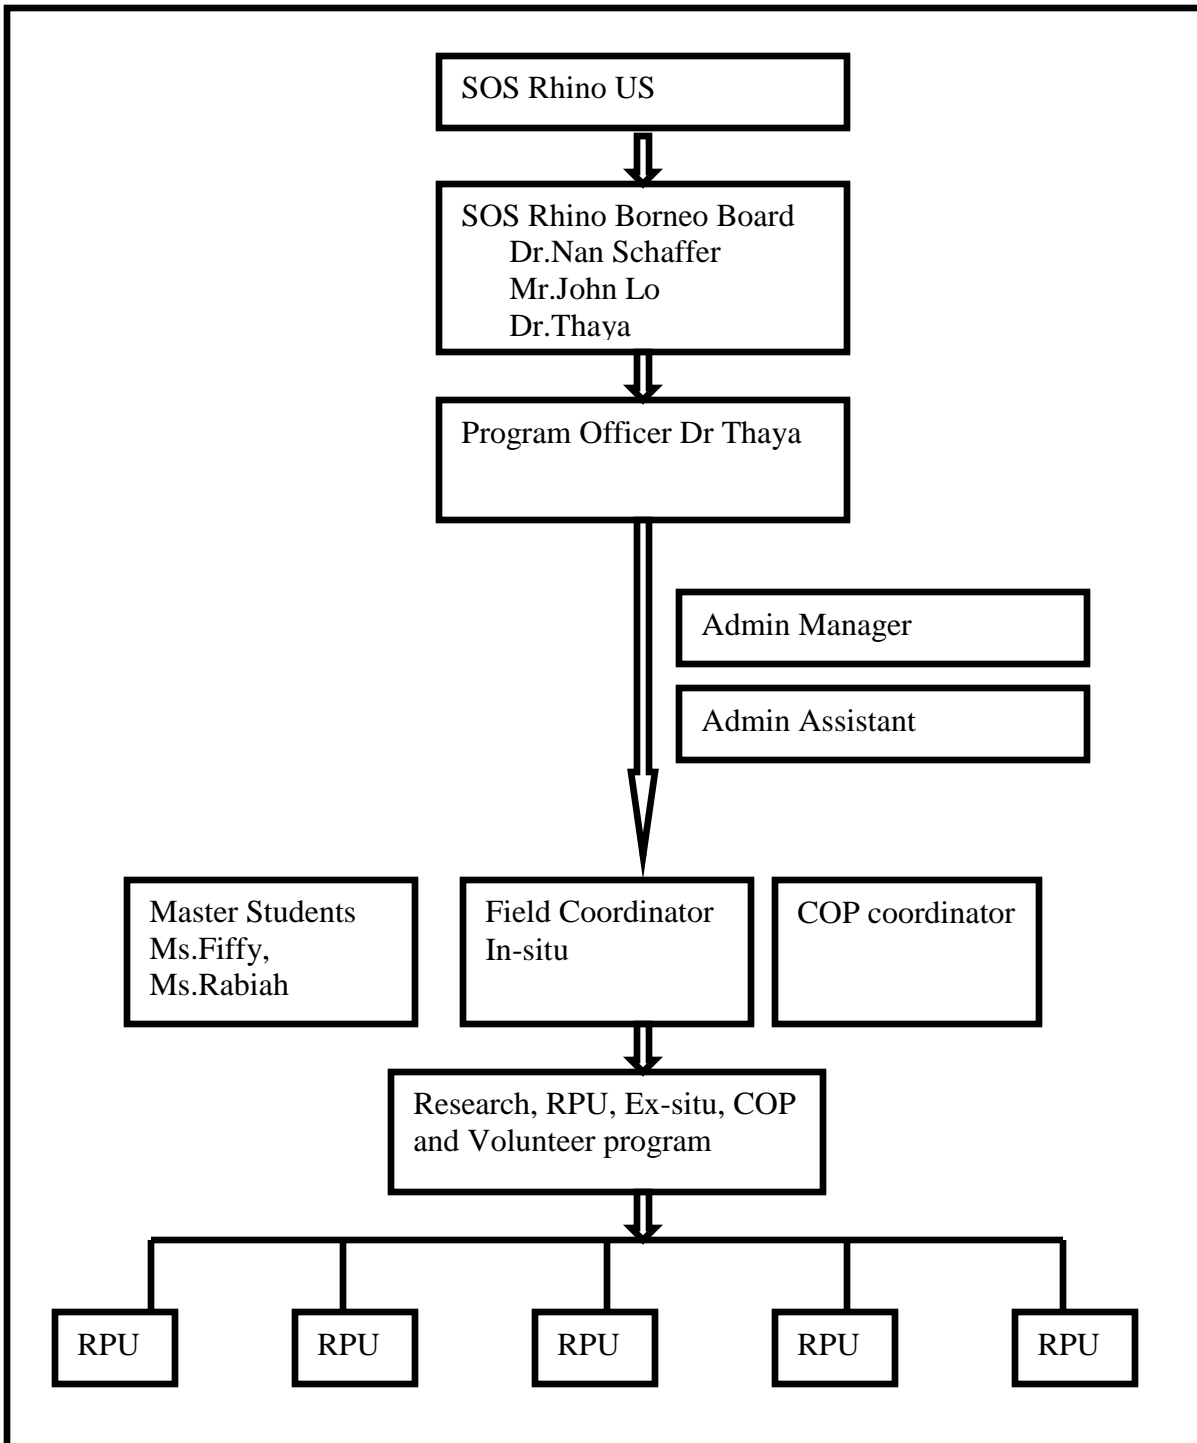 SOS Rhino US
SOS Rhino Borneo Board
Dr.Nan Schaffer
Mr.John Lo
Dr.Thaya
Program Officer Dr Thaya
Admin Manager
Admin Assistant
Master Students
Ms.Fiffy,
Ms.Rabiah
Field Coordinator
In-situ
COP coordinator
Research, RPU, Ex-situ, COP
and Volunteer program
RPU
RPU
RPU
RPU
RPU